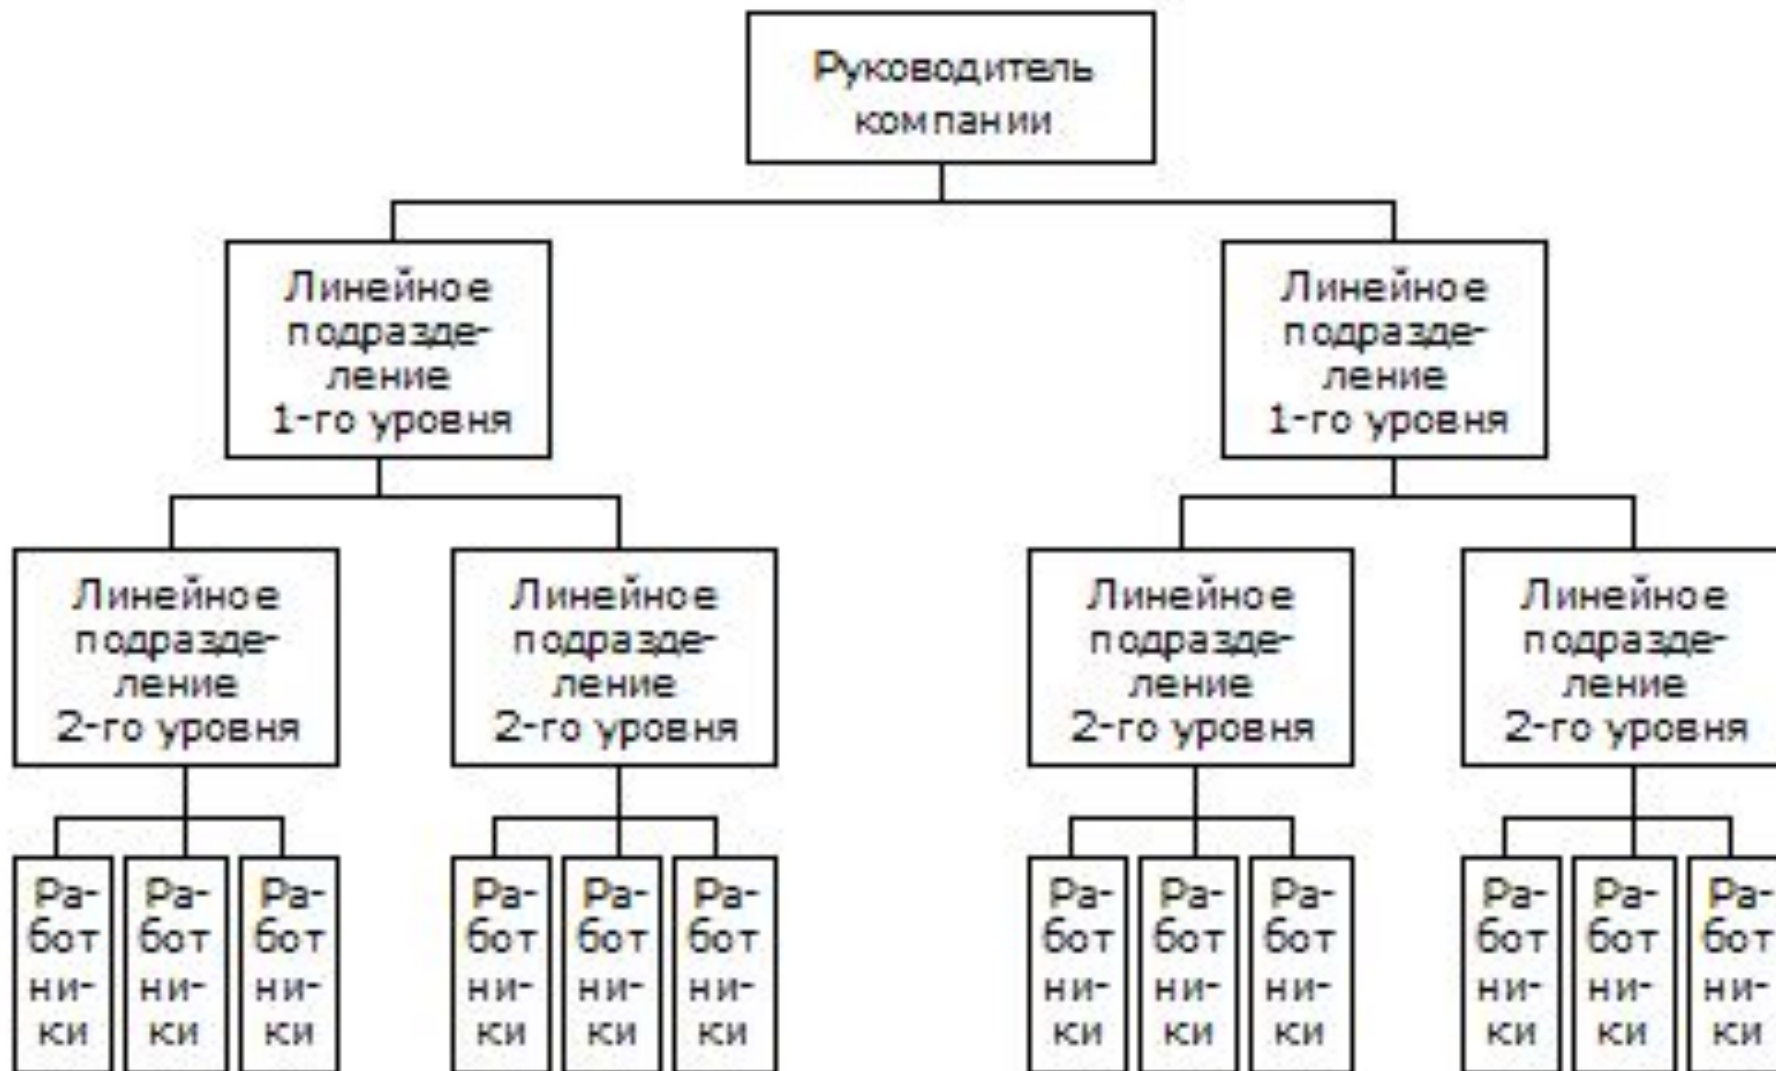 Руководитель
компании
Линейное
подразде-
ление
1-го уровня
Линейное
подразде-
ление
1-го уровня
Линейное
подразде-
ление
2-го уровня
Линейное
подразде-
ление
2-го уровня
Линейное
подразде-
ление
2-го уровня
Линейное
подразде-
ление
2-го уровня
Ра-
бот
ни-
ки
Ра-
бот
ни-
ки
Ра-
бот
ни-
ки
Ра-
бот
ни-
ки
Ра-
бот
ни-
ки
Ра-
бот
ни-
ки
Ра-
бот
ни-
ки
Ра-
бот
ни-
ки
Ра-
бот
ни-
ки
Ра-
бот
ни-
ки
Ра-
бот
ни-
ки
Ра-
бот
ни-
ки